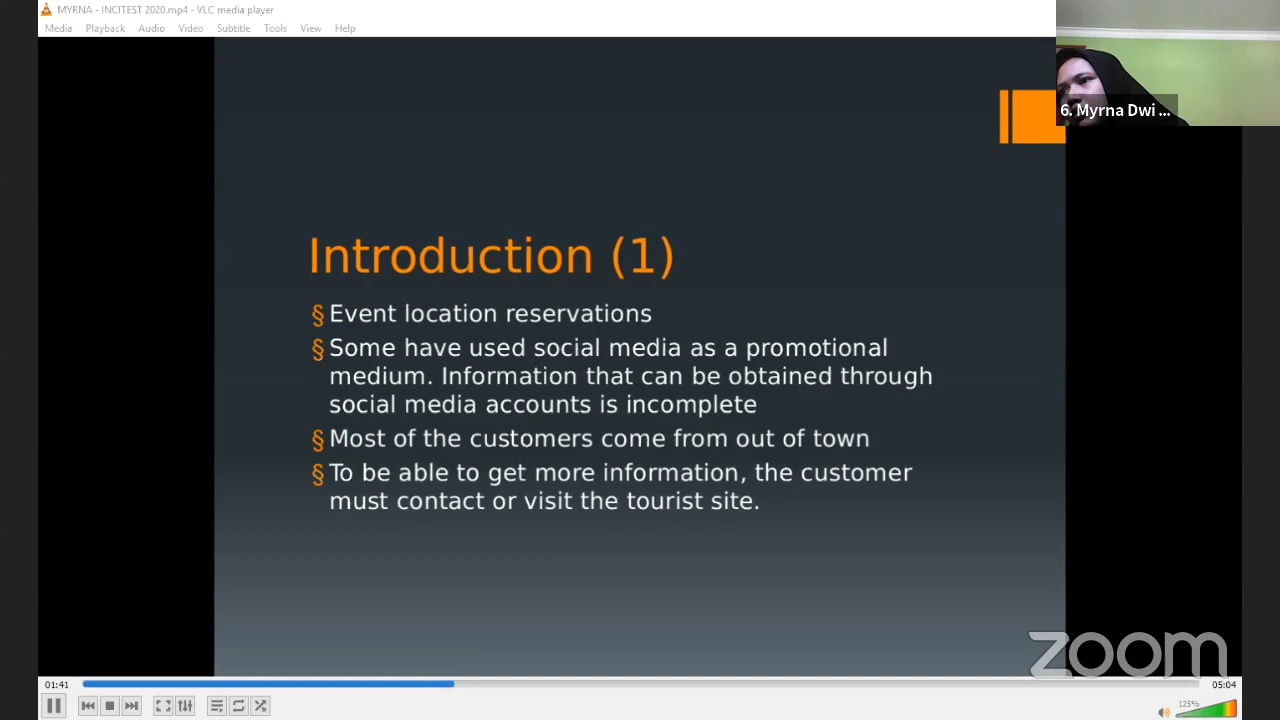 MYRNA - INCITEST 2020.mp4 - VLC media player
Media Playback Audio Video Subtitle Tools View Help
6. Myrna Dwi ...
Introduction (1)
§ Event location reservations
§ Some have used social media as a promotional
medium. Information that can be obtained through
social media accounts is incomplete
§ Most of the customers come from out of town
§ To be able to get more information, the customer
must contact or visit the tourist site.
zoom
01:41
05:04
125%